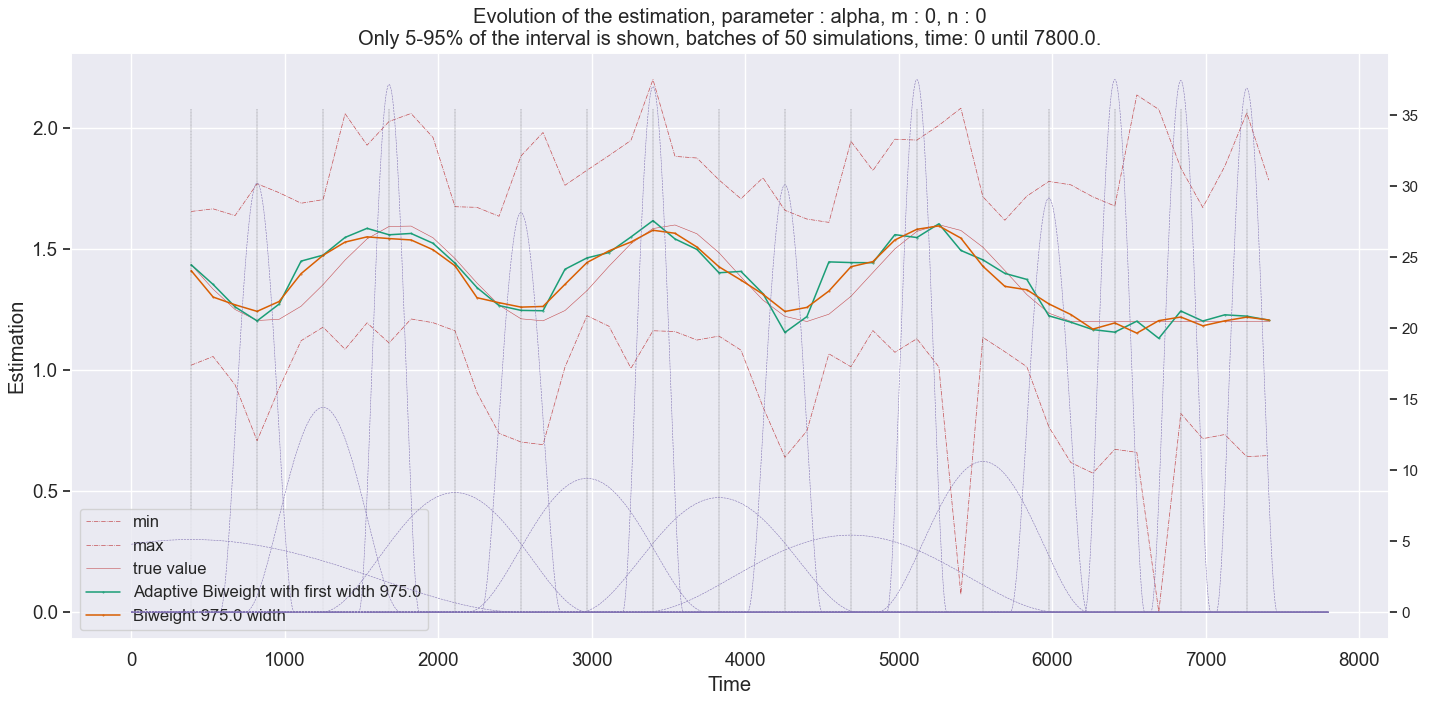 Evolution of the estimation, parameter : alpha, m : 0, n : 0
Only 5-95% of the interval is shown, batches of 50 simulations, time: 0 until 7800.0.
Estimation
2.0
1.5
1.0
0.5
0.0
35
30
25
20
15
10
5
0
min
max
true value
Adaptive Biweight with first width 975.0
Biweight 975.0 width
0 1000 2000 3000 4000 5000 6000 7000 8000
Time